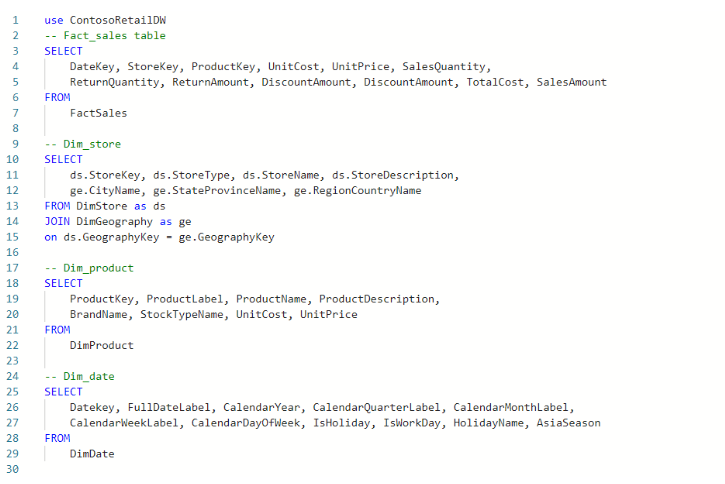 1 use ContosoRetailDW
2 -- Fact_sales table
3 SELECT
4 DateKey, StoreKey, ProductKey, UnitCost, UnitPrice, SalesQuantity,
5 ReturnQuantity, ReturnAmount, DiscountAmount, DiscountAmount, TotalCost, SalesAmount
6 FROM
7 FactSales
8
9 -- Dim_store
10 SELECT
11 ds.StoreKey, ds.StoreType, ds.StoreName, ds.StoreDescription,
12 ge.CityName, ge.StateProvinceName, ge.RegionCountryName
13 FROM DimStore as ds
14 JOIN DimGeography as ge
15 on ds.GeographyKey = ge.GeographyKey
16
17 -- Dim_product
18 SELECT
19 ProductKey, ProductLabel, ProductName, ProductDescription,
20 BrandName, StockTypeName, UnitCost, UnitPrice
21 FROM
22 DimProduct
23
24 -- Dim_date
25 SELECT
26 Datekey, FullDateLabel, CalendarYear, CalendarQuarterLabel, CalendarMonthLabel,
27 CalendarWeekLabel, CalendarDayOfWeek, IsHoliday, IsWorkDay, HolidayName, AsiaSeason
28 FROM
29 DimDate
30